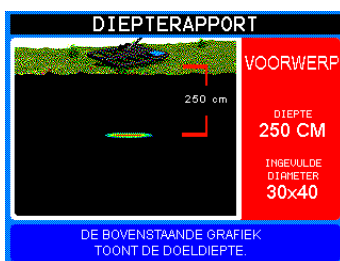 DIEPTERAPPORT
250 cm
VOORWERP
DIEPTE
250 CM
INGEVULDE
DIAMETER
30x40
DE BOVENSTAANDE GRAFIEK
TOONT DE DOELDIEPTE.